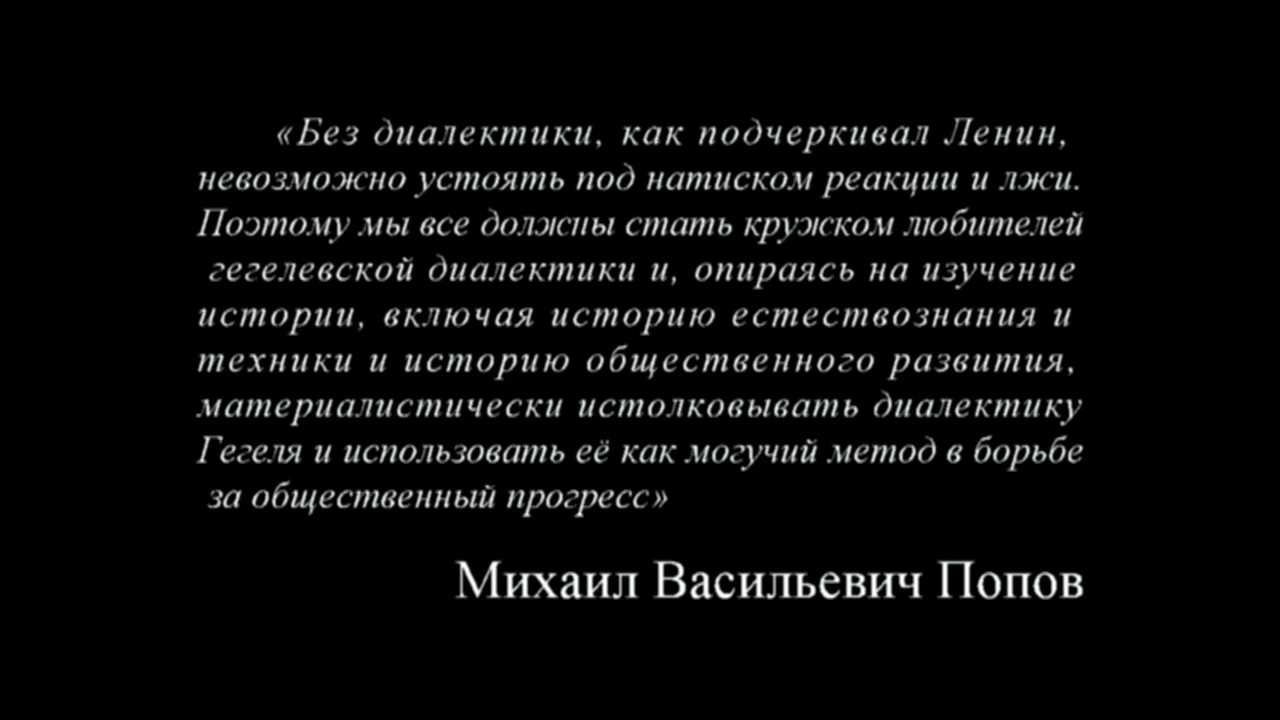 «Без диалектики, как подчеркивал Ленин,
невозможно устоять под натиском реакции и лжи.
Поэтому мы все должны стать кружком любителей
гегелевской диалектики и, опираясь на изучение
истории, включая историю естествознания и
техники и историю общественного развития,
материалистически истолковывать диалектику
Гегеля и использовать её как могучий метод в борьбе
за общественный прогресс»
Михаил Васильевич Попов